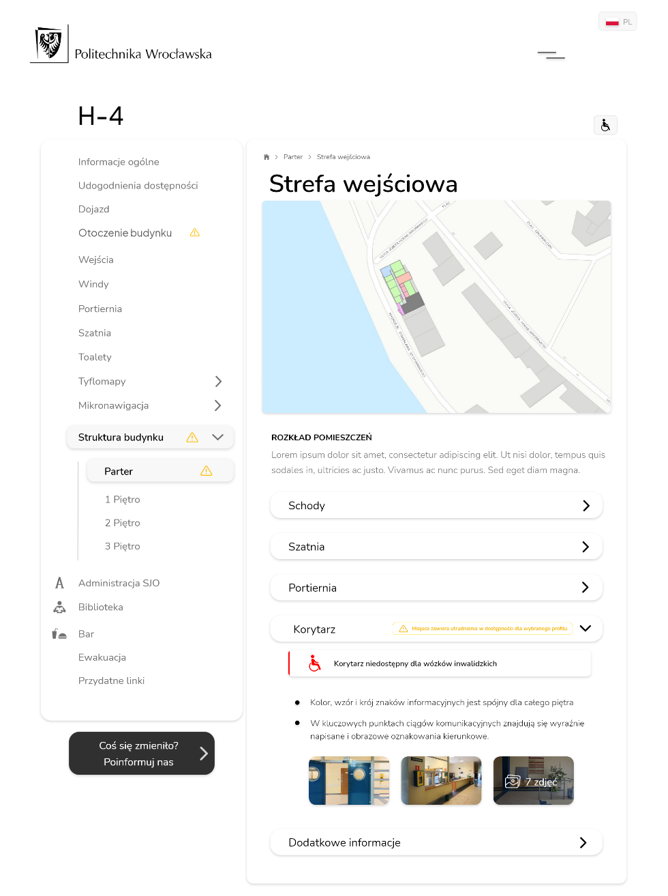 PL
Politechnika Wrocławska
H-4
Informacje ogólne
Udogodnienia dostępności
Dojazd
Otoczenie budynku
Wejścia
Windy
Portiernia
Szatnia
Toalety
Tyflomapy
Mikronawigacja
Struktura budynku
Parter
1 Piętro
2 Piętro
3 Piętro
Administracja SJO
Biblioteka
Bar
Ewakuacja
Przydatne linki
Coś się zmieniło?
Poinformuj nas
Parter
Strefa wejściowa
Strefa wejściowa
ROZKŁAD POMIESZCZEŃ
Lorem ipsum dolor sit amet, consectetur adipiscing elit. Ut nisi dolor, tempus quis
sodales in, ultricies ac justo. Vivamus ac nunc purus. Sed eget diam magna.
Schody
Szatnia
Portiernia
Korytarz
Miejsce zawiera utrudnienia w dostępności dla wybranego profilu
Korytarz niedostępny dla wózków inwalidzkich
Kolor, wzór i krój znaków informacyjnych jest spójny dla całego piętra
W kluczowych punktach ciągów komunikacyjnych znajdują się wyraźnie
napisane i obrazowe oznakowania kierunkowe.
7 zdjęć
Dodatkowe informacje